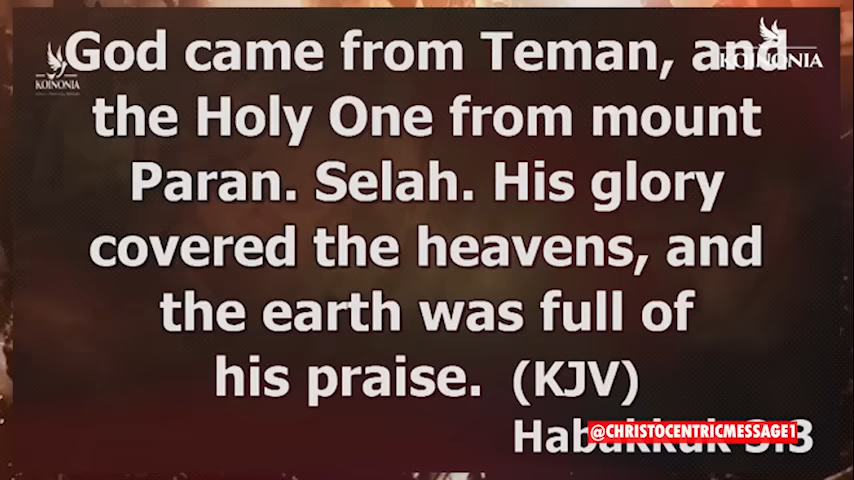 God came from Teman, and
KOINONIA
KOINONIA
the Holy One from mount
Paran. Selah. His glory
covered the heavens, and
the earth was full of
his praise. (KJV)
Habakkuk 3:3
@CHRISTOCENTRICMESSAGE1